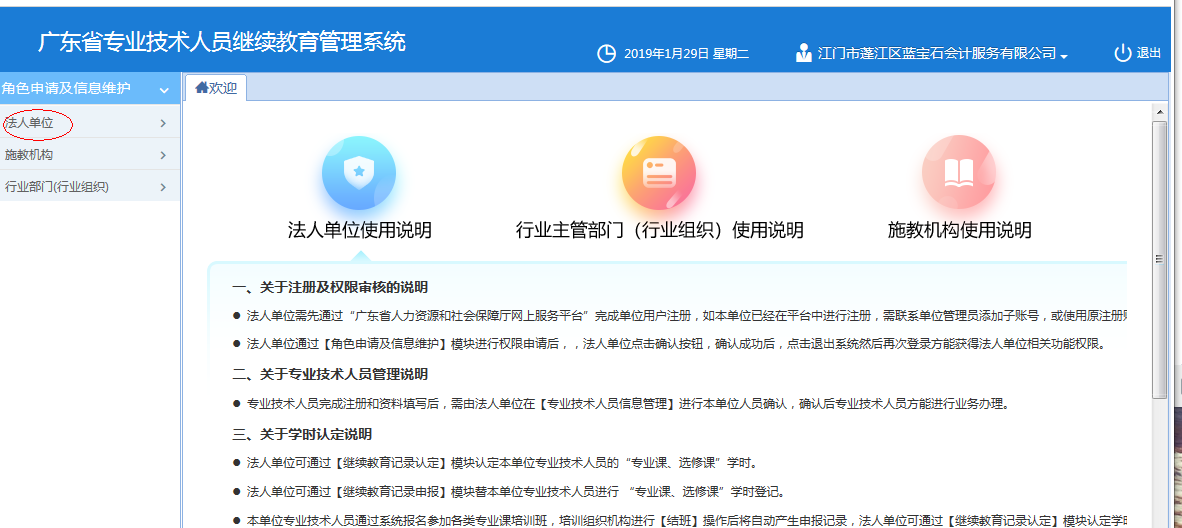 广东省专业技术人员继续教育管理系统
2019年1月29日 星期二
江门市蓬江区蓝宝石会计服务有限公司
退出
角色申请及信息维护
欢迎
法人单位
施教机构
行业部门(行业组织)
法人单位使用说明
行业主管部门（行业组织）使用说明
施教机构使用说明
一、关于注册及权限审核的说明
● 法人单位需先通过“广东省人力资源和社会保障厅网上服务平台”完成单位用户注册，如本单位已经在平台中进行注册，需联系单位管理员添加子账号，或使用原注册
● 法人单位通过【角色申请及信息维护】模块进行权限申请后，，法人单位点击确认按钮，确认成功后，点击退出系统然后再次登录方能获得法人单位相关功能权限。
二、关于专业技术人员管理说明
● 专业技术人员完成注册和资料填写后，需由法人单位在【专业技术人员信息管理】进行本单位人员确认，确认后专业技术人员方能进行业务办理。
三、关于学时认定说明
● 法人单位可通过【继续教育记录认定】模块认定本单位专业技术人员的“专业课、选修课”学时。
● 法人单位可通过【继续教育记录申报】模块替本单位专业技术人员进行 “专业课、选修课”学时登记。
● 本单位专业技术人员通过系统报名参加各类专业课培训班，培训组织机构进行【结班】操作后将自动产生申报记录，法人单位可通过【继续教育记录认定】模块认定学